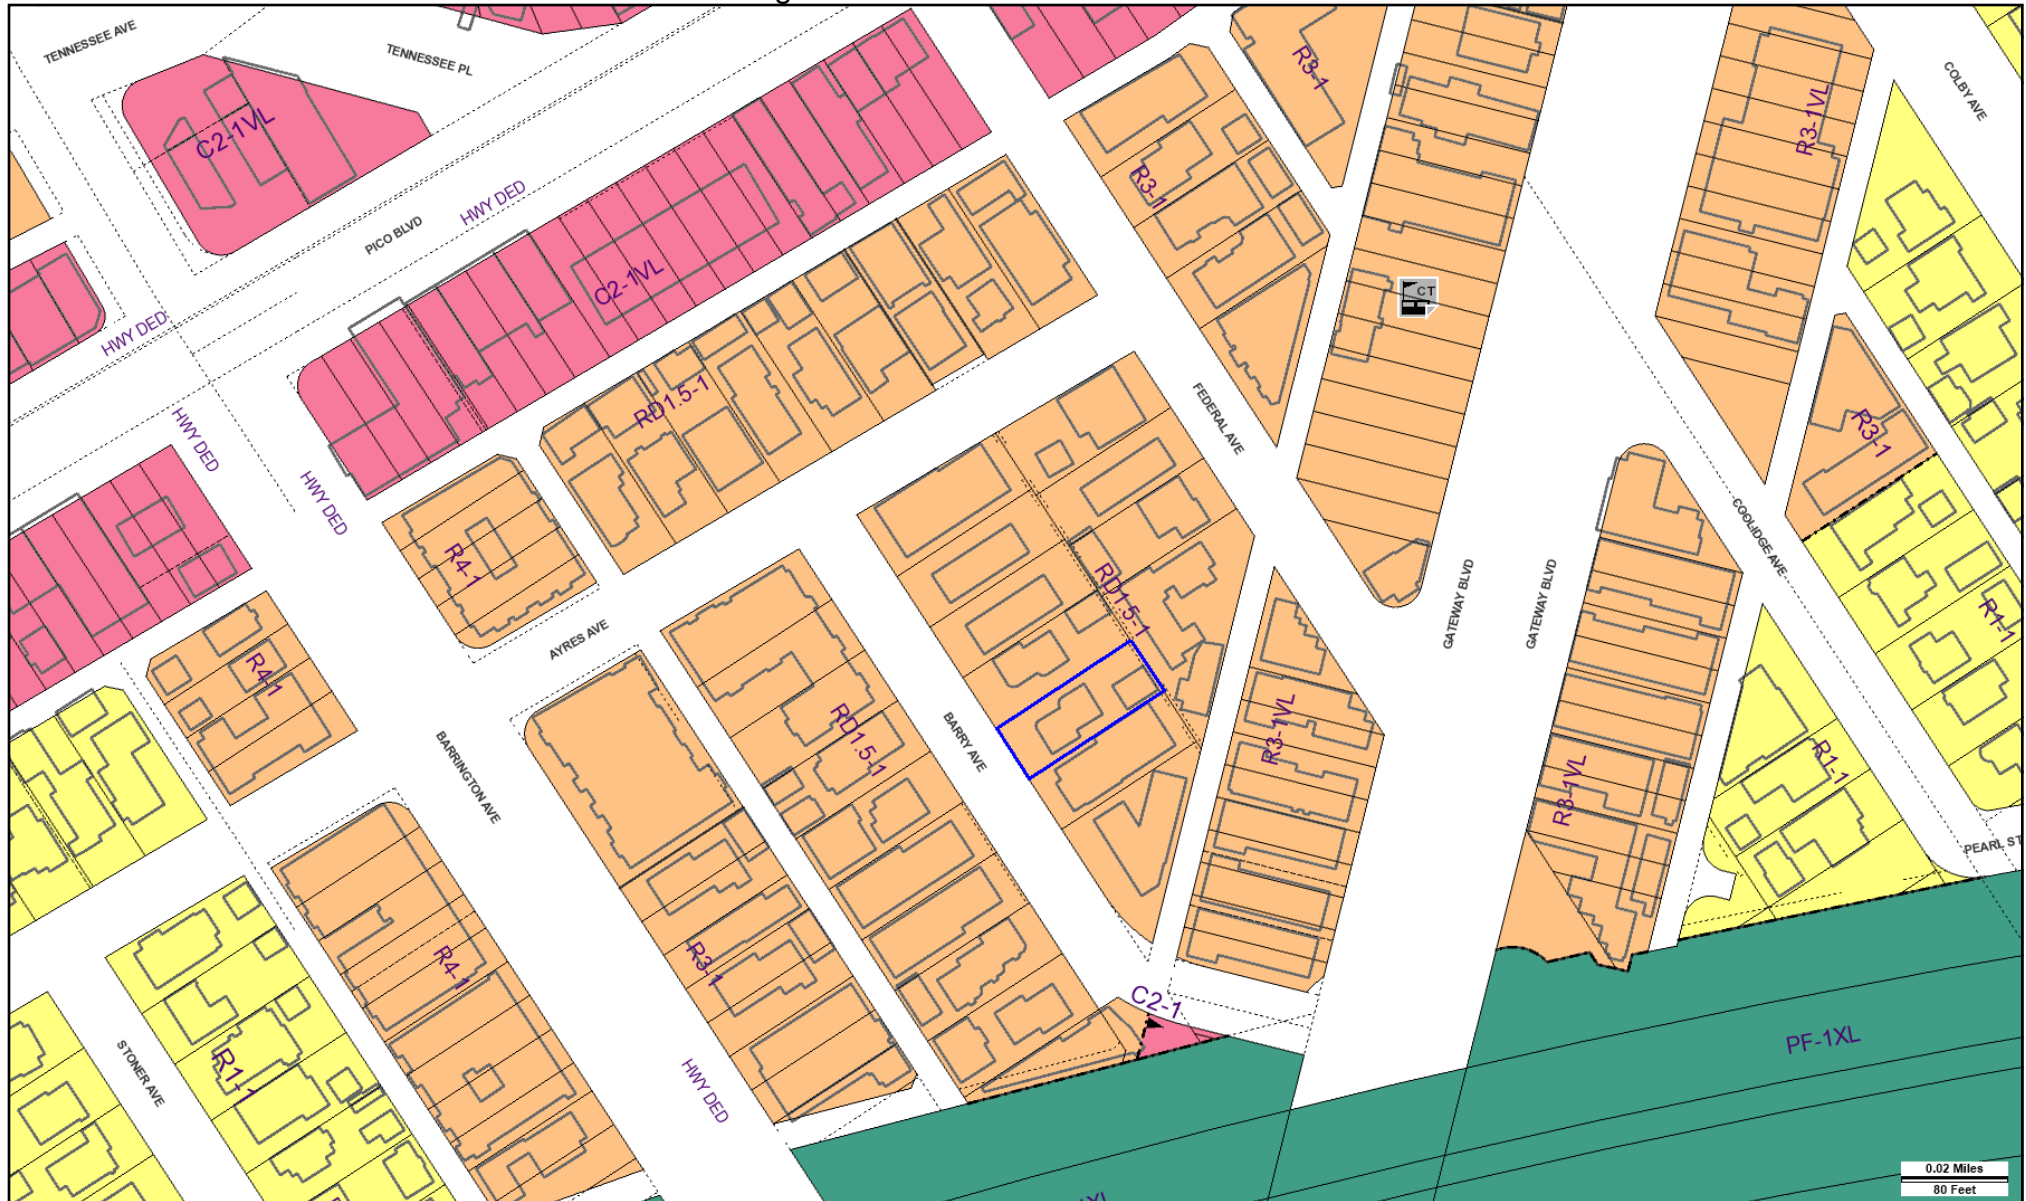 TENNESSEE AVE
TENNESSEE PL
C2-1VL
R3-1
R3-1VL
COLBY AVE
HWY DED
PICO BLVD
R3-1
C2-1VL
CT
HWY DED
HWY DED
RD1.5-1
FEDERAL AVE
R3-1
HWY DED
R4-1
COOLIDGE AVE
RD1.5-1
GATEWAY BLVD
GATEWAY BLVD
R1-1
AYRES AVE
R4-1
RD1.5-1
BARRY AVE
R3-1VL
R3-1VL
R1-1
BARRINGTON AVE
PEARL ST
R4-1
R3-1
C2-1
PF-1XL
STONER AVE
R1-1
HWY DED
0.02 Miles
80 Feet